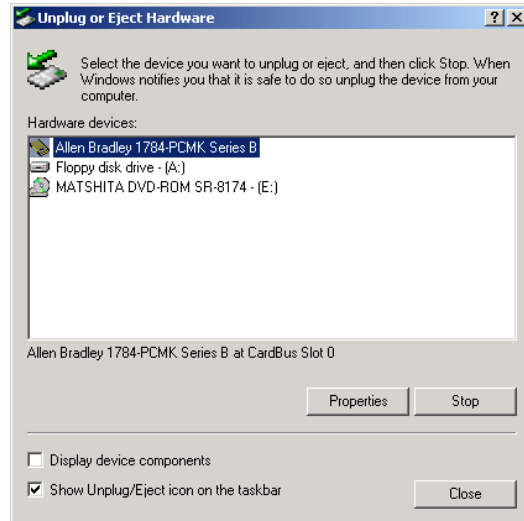 Unplug or Eject Hardware
Select the device you want to unplug or eject, and then click Stop. When
Windows notifies you that it is safe to do so unplug the device from your
computer.
Hardware devices:
Allen Bradley 1784-PCMK Series B
Floppy disk drive - (A:)
MATSHITA DVD-ROM SR-8174 - (E:)
Allen Bradley 1784-PCMK Series B at CardBus Slot 0
Properties Stop
Display device components
Show Unplug/Eject icon on the taskbar
Close